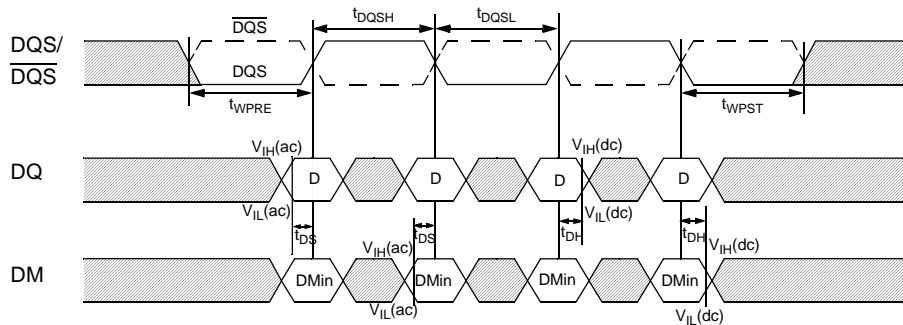 tDQSH tDQSL
DQS
DQS/
DQS
DQS
tWPRE tWPST
VIH(ac) VIH(dc)
DQ D D D D
VIL(ac) VIL(dc)
tDS tDS tDH tDH
VIH(ac) VIH(dc)
DM DMin DMin DMin DMin
VIL(ac) VIL(dc)